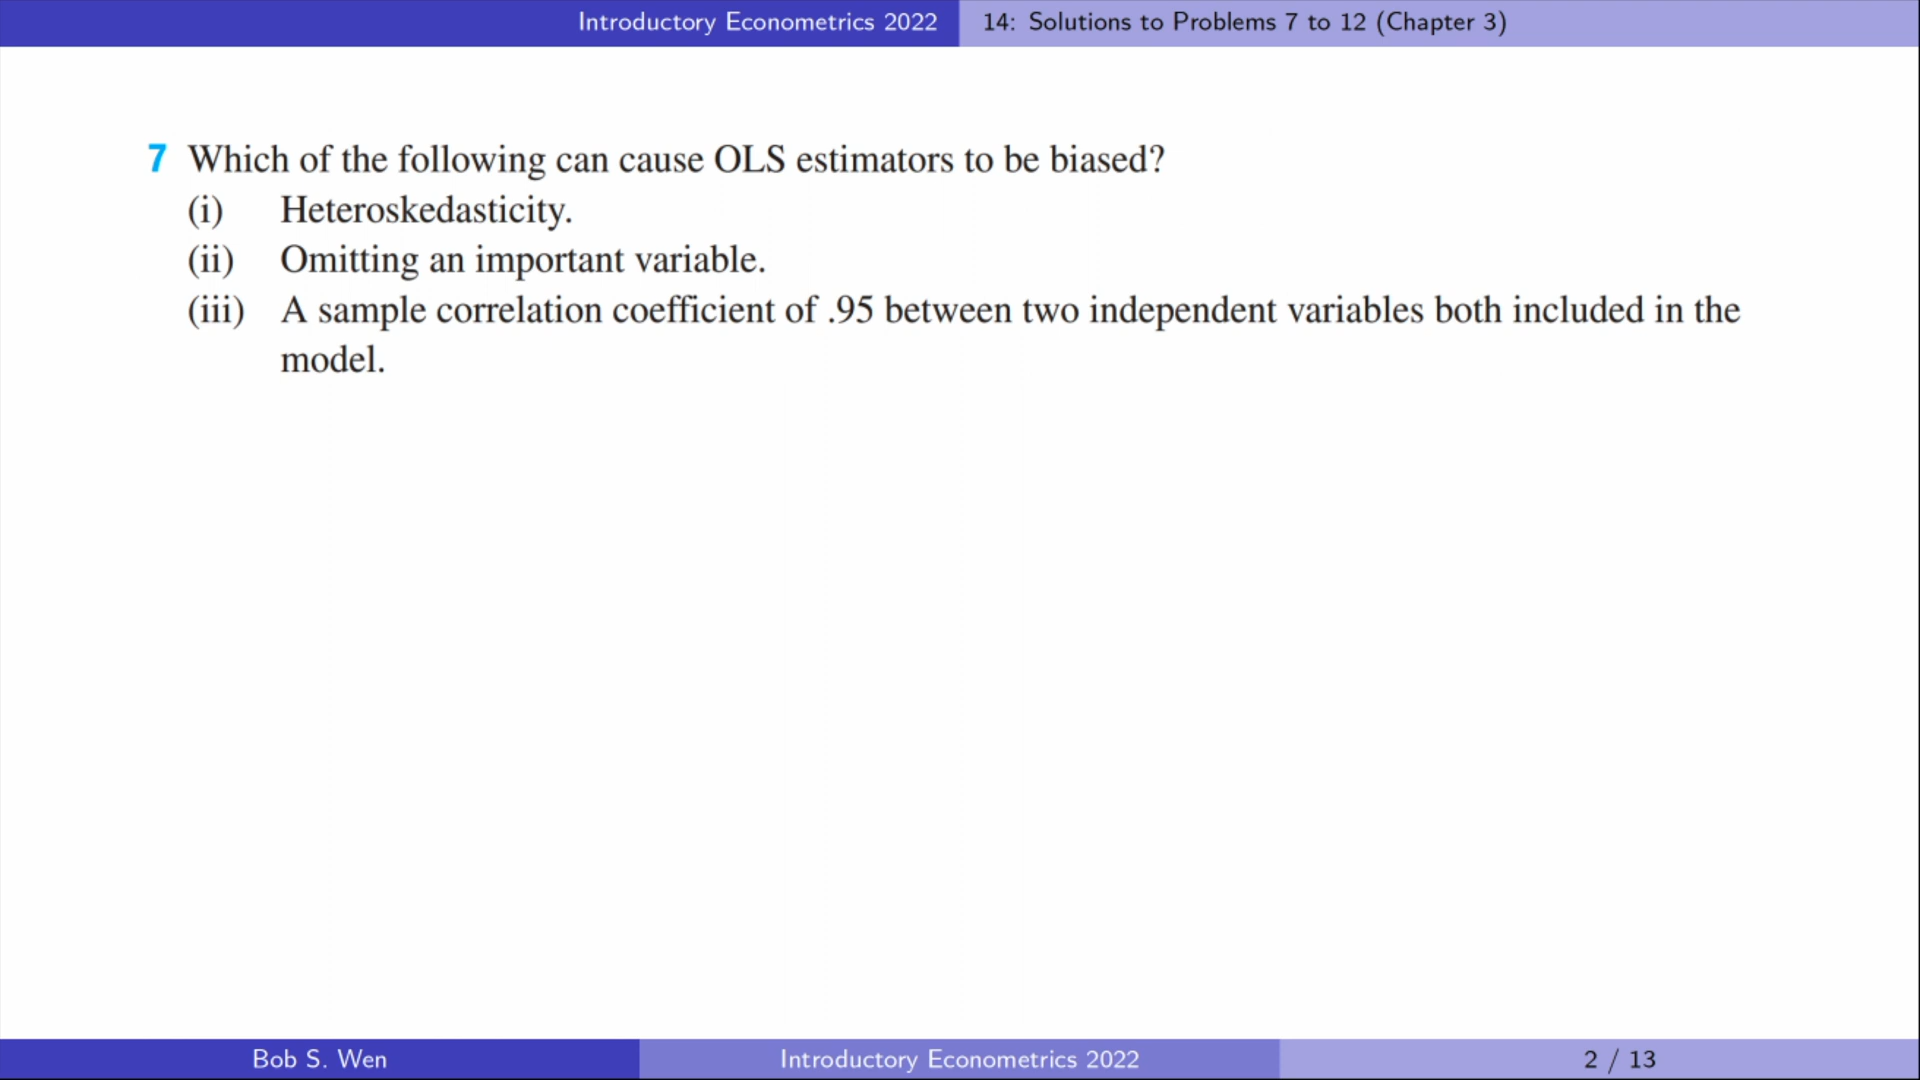 Introductory Econometrics 2022
14: Solutions to Problems 7 to 12 (Chapter 3)
7 Which of the following can cause OLS estimators to be biased?
(i) Heteroskedasticity.
(ii) Omitting an important variable.
(iii) A sample correlation coefficient of .95 between two independent variables both included in the
model.
Bob S. Wen
Introductory Econometrics 2022
2 / 13